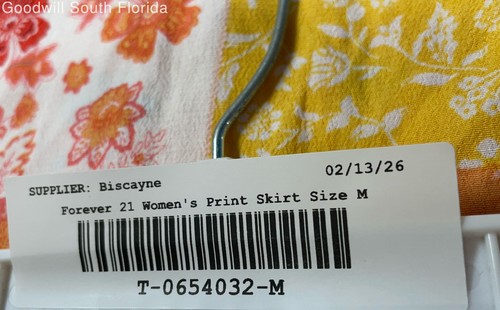 Goodwill South Florida
SUPPLIER: Biscayne
02/13/26
Forever 21 Women's Print Skirt Size M
T-0654032-M